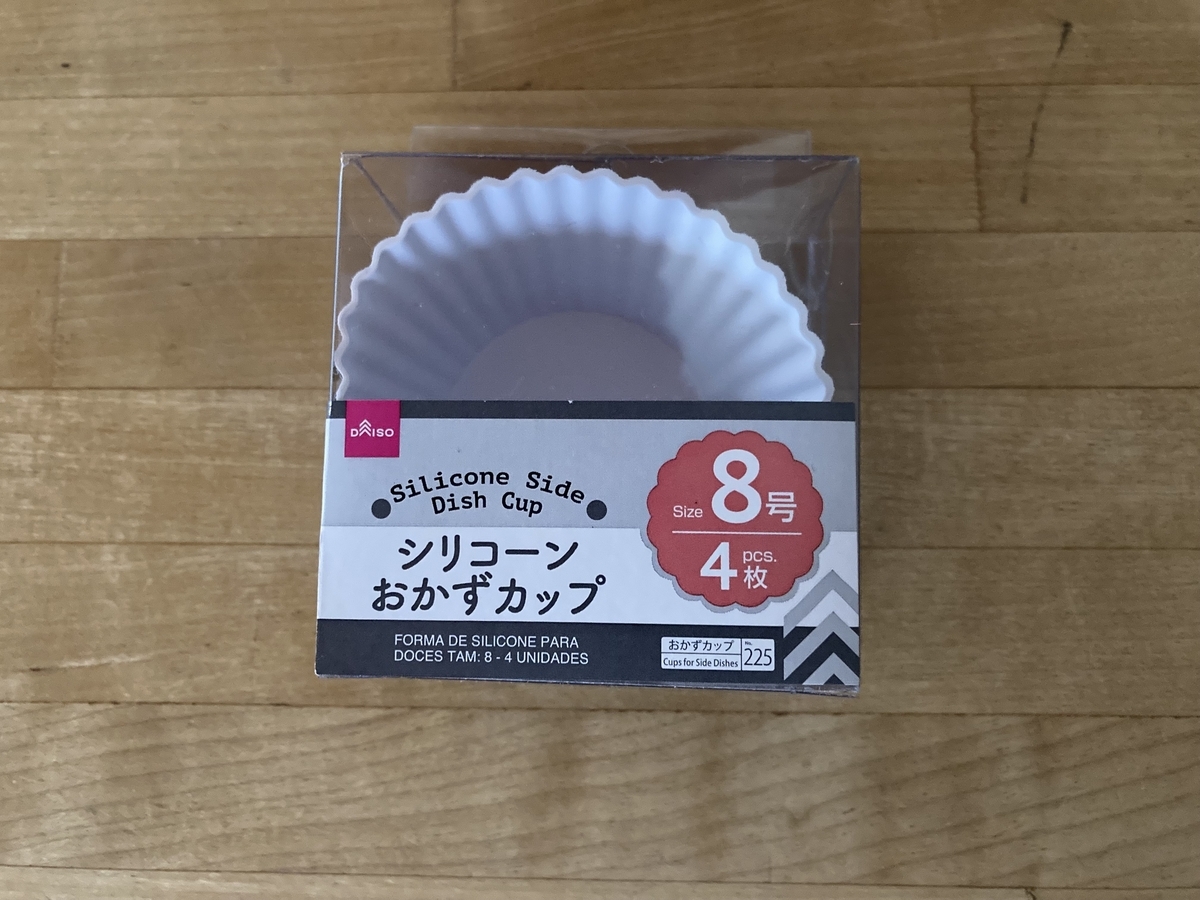 DAISO
Silicone Side
Dish Cup
シリコーン
おかずカップ
Size 8号
4 pcs.
枚
FORMA DE SILICONE PARA
DOCES TAM: 8 - 4 UNIDADES
おかずカップ
Cups for Side Dishes
No.
225